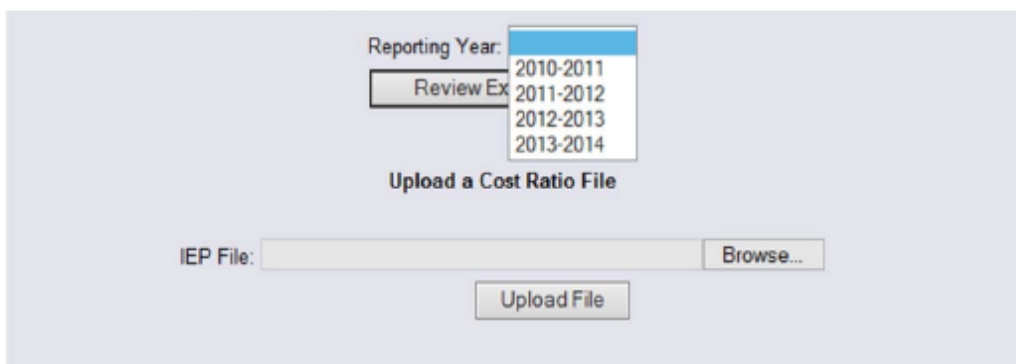 Reporting Year:
2010-2011
Review Ex
2011-2012
2012-2013
2013-2014
Upload a Cost Ratio File
IEP File:
Browse...
Upload File